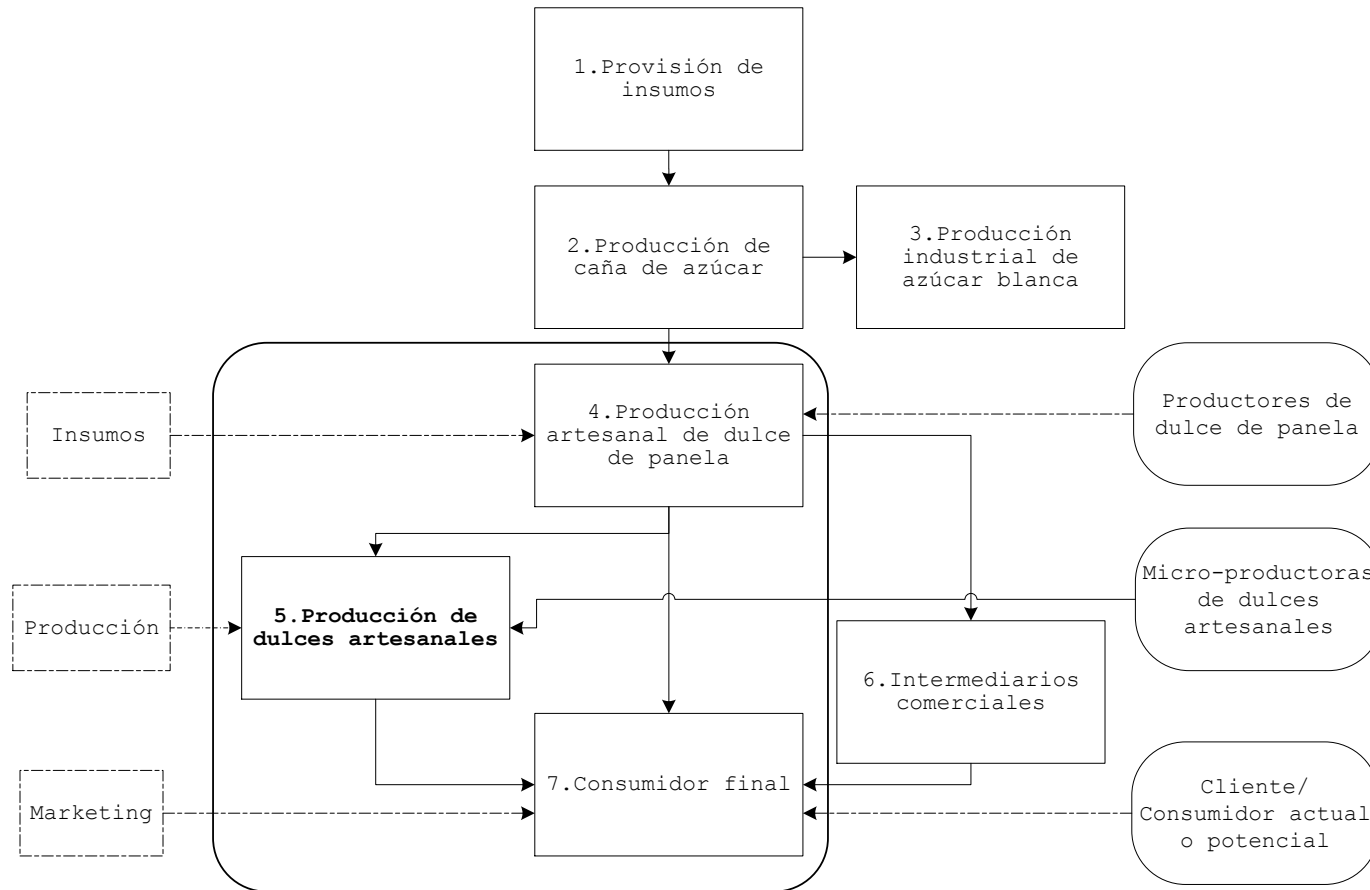 1.Provisión de
insumos
2.Producción de
caña de azúcar
3.Producción
industrial de
azúcar blanca
4.Producción
artesanal de dulce
de panela
Insumos
Productores de
dulce de panela
5.Producción de
dulces artesanales
Producción
Micro-productoras
de dulces
artesanales
6.Intermediarios
comerciales
7.Consumidor final
Marketing
Cliente/
Consumidor actual
o potencial